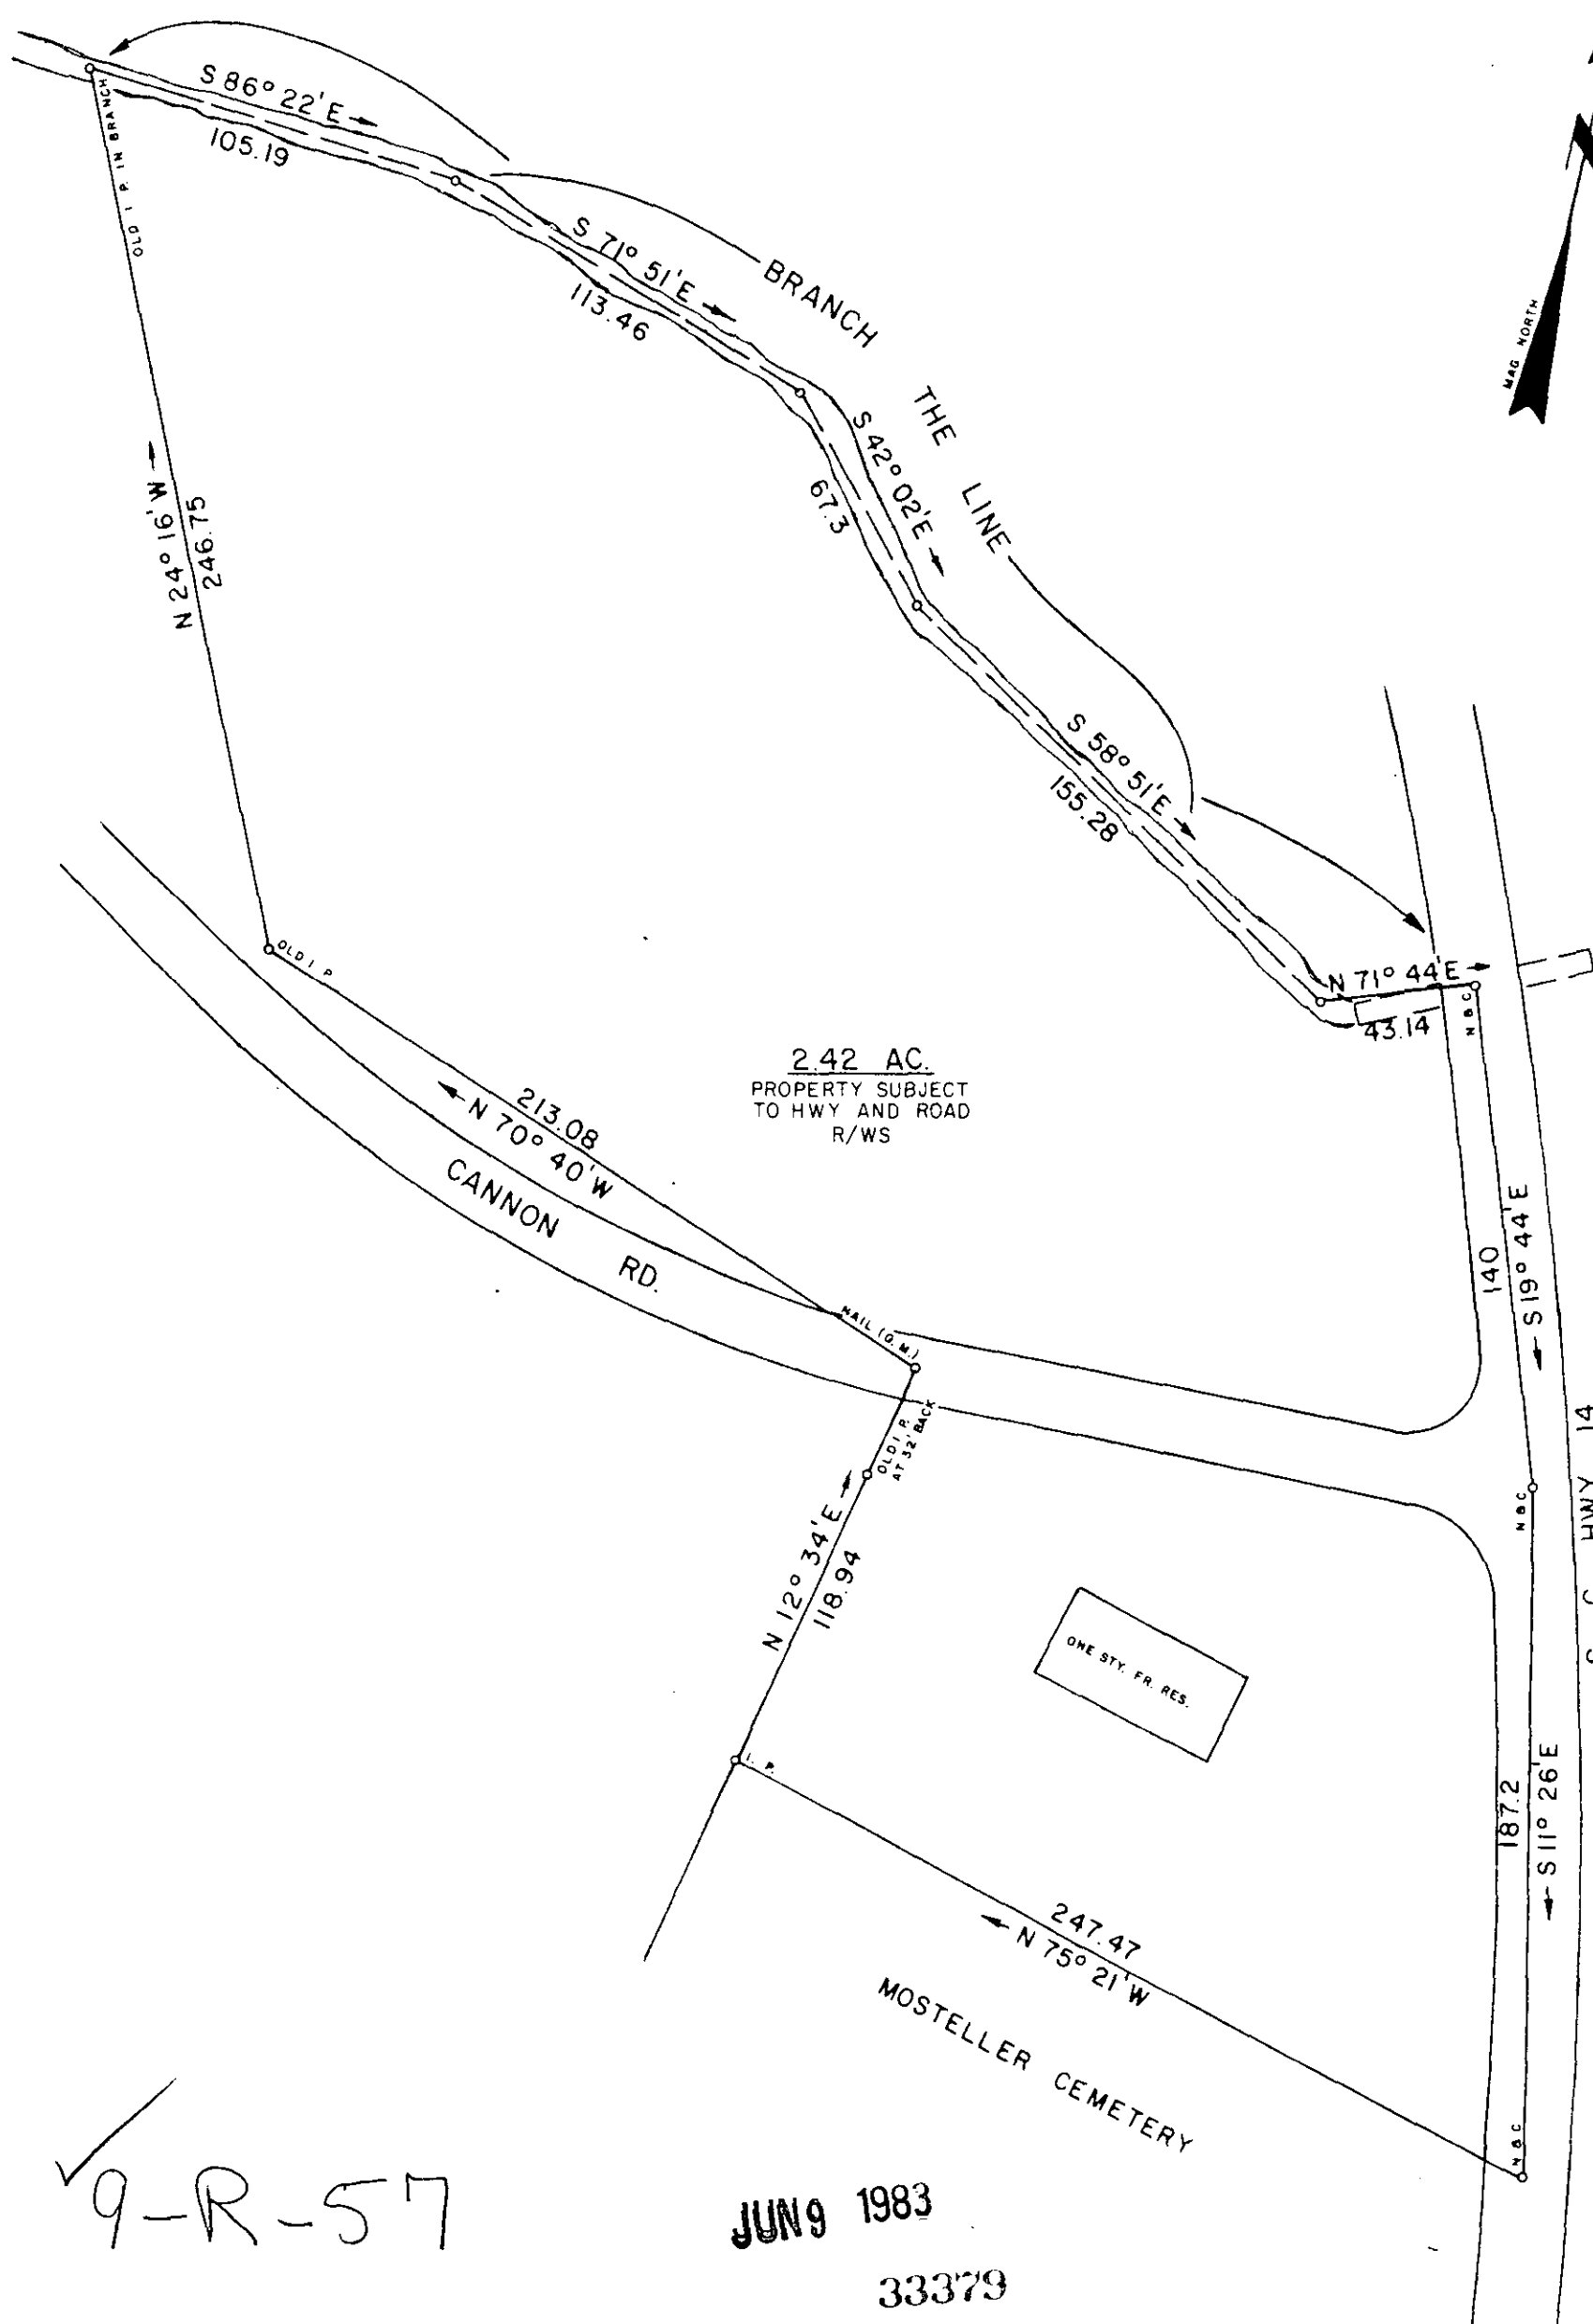 S 86° 22' E
105.19
OLD I. P. IN BRANCH
S 71° 51' E
113.46
BRANCH THE LINE
MAG NORTH
S 42° 02' E
67.3
N 24° 16' W
246.75
S 58° 51' E
155.28
OLD I P
N 71° 44' E
43.14
N B C
2.42 AC.
PROPERTY SUBJECT
TO HWY AND ROAD
R/WS
213.08
N 70° 40' W
CANNON RD.
140
S 19° 44' E
NAIL (O. M.)
OLD I P.
AT 32' BACK
S C HWY 14
N B C
N 12° 34' E
118.94
ONE STY. FR. RES.
I. P.
187.2
S 11° 26' E
247.47
N 75° 21' W
MOSTELLER CEMETERY
N B C
9-R-57
JUN 9 1983
33379